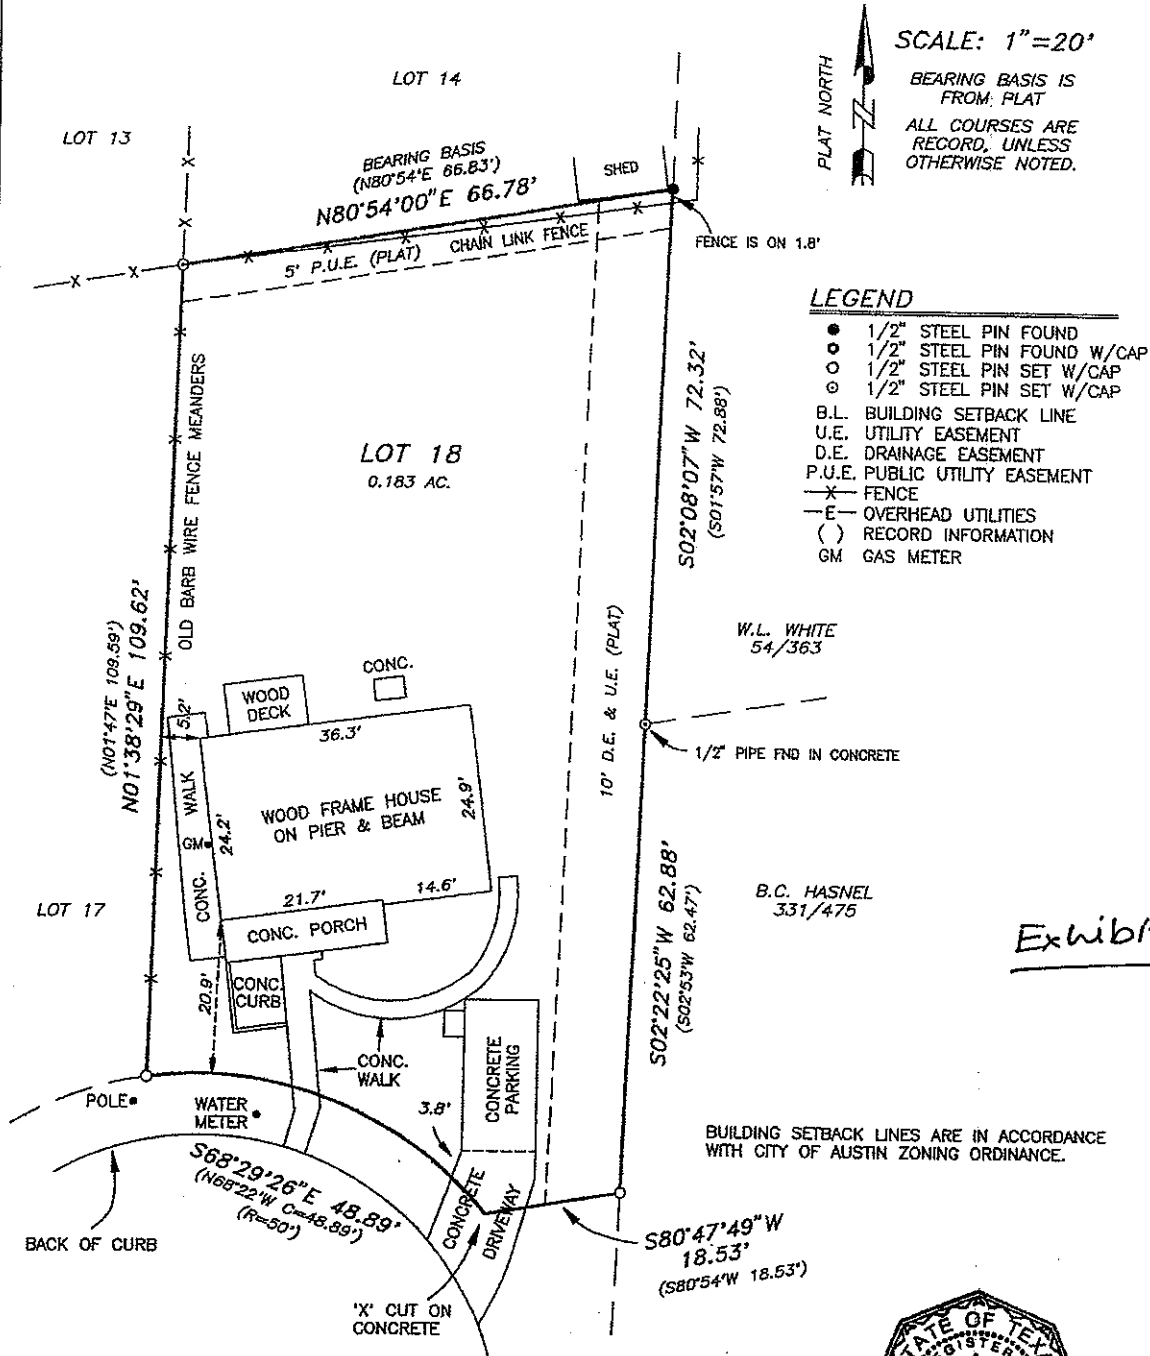 SCALE: 1"=20'
PLAT NORTH
N
BEARING BASIS IS
FROM PLAT
ALL COURSES ARE
RECORD, UNLESS
OTHERWISE NOTED.
LOT 14
LOT 13
BEARING BASIS
(N80°54'E 66.83')
N80°54'00"E 66.78'
SHED
5' P.U.E. (PLAT)
CHAIN LINK FENCE
FENCE IS ON 1.8'
LEGEND
1/2" STEEL PIN FOUND
1/2" STEEL PIN FOUND W/CAP
1/2" STEEL PIN SET W/CAP
1/2" STEEL PIN SET W/CAP
B.L. BUILDING SETBACK LINE
U.E. UTILITY EASEMENT
D.E. DRAINAGE EASEMENT
P.U.E. PUBLIC UTILITY EASEMENT
—X— FENCE
—E— OVERHEAD UTILITIES
( ) RECORD INFORMATION
GM GAS METER
OLD BARB WIRE FENCE MEANDERS
LOT 18
0.183 AC.
S02°08'07"W 72.32'
(S01°57'W 72.88')
(N01°47'E 109.59')
N01°38'29"E 109.62'
10' D.E. & U.E. (PLAT)
W.L. WHITE
54/363
1/2" PIPE FND IN CONCRETE
CONC.
WOOD
DECK
5.2'
36.3'
CONC. WALK
GM
24.2'
WOOD FRAME HOUSE
ON PIER & BEAM
24.9'
21.7'
14.6'
CONC. PORCH
LOT 17
S02°22'25"W 62.88'
(S02°53'W 62.47')
B.C. HASNEL
331/475
20.9'
CONC.
CURB
CONC.
WALK
CONCRETE
PARKING
3.8'
POLE
WATER
METER
BUILDING SETBACK LINES ARE IN ACCORDANCE
WITH CITY OF AUSTIN ZONING ORDINANCE.
S68°29'26"E 48.89'
(N68°22'W C=48.89')
(R=50')
CONCRETE
DRIVEWAY
BACK OF CURB
S80°47'49"W
18.53'
(S80°54'W 18.53')
'X' CUT ON
CONCRETE